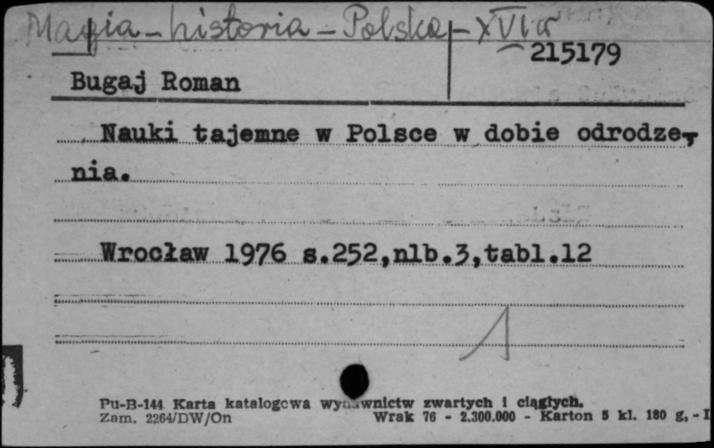 Magia - historia - Polska - XVI w
215179
Bugaj Roman
Nauki tajemne w Polsce w dobie odrodze-
nia.
Wrocław 1976 s.252,nlb.3,tabl.12
1
Pu-B-144 Karta katalogowa wydawnictw zwartych i ciągłych.
Zam. 2264/DW/On Wrak 76 - 2.300.000 - Karton 5 kl. 180 g, - I